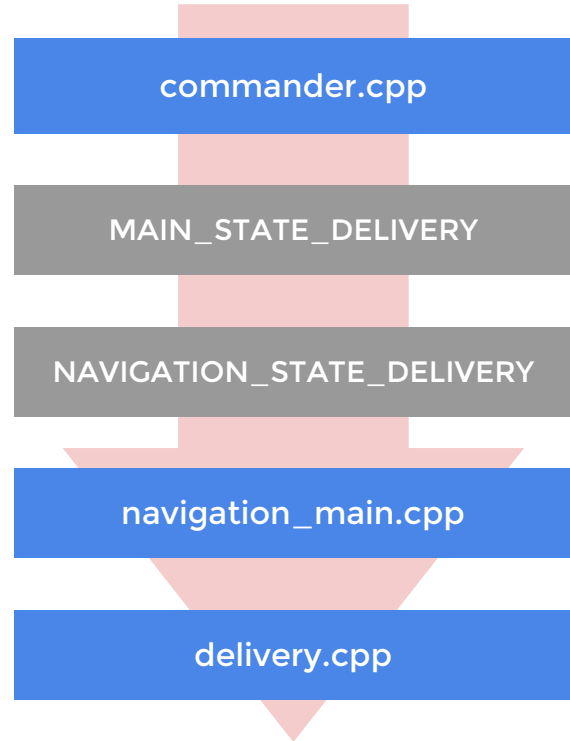 commander.cpp
MAIN_STATE_DELIVERY
NAVIGATION_STATE_DELIVERY
navigation_main.cpp
delivery.cpp